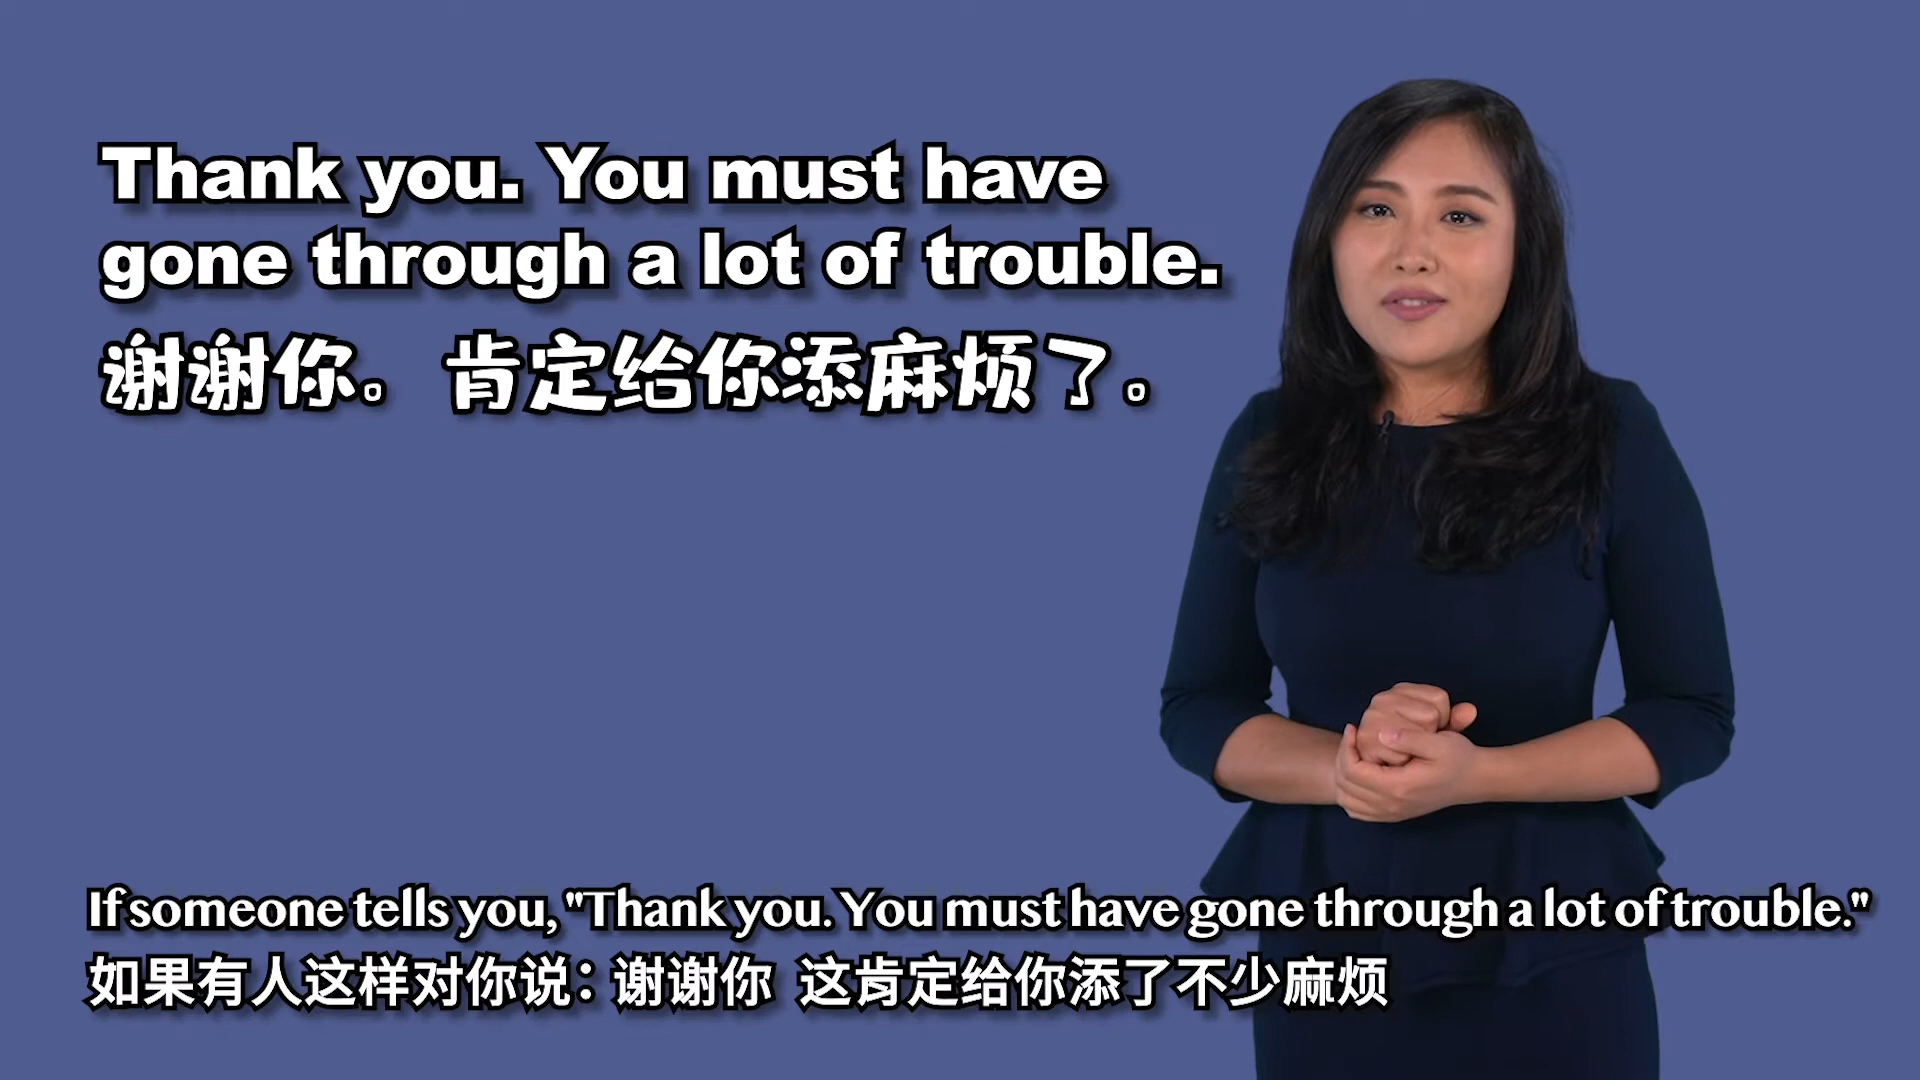 Thank you. You must have
gone through a lot of trouble.
谢谢你。肯定给你添麻烦了。
If someone tells you, "Thank you. You must have gone through a lot of trouble."
如果有人这样对你说：谢谢你 这肯定给你添了不少麻烦